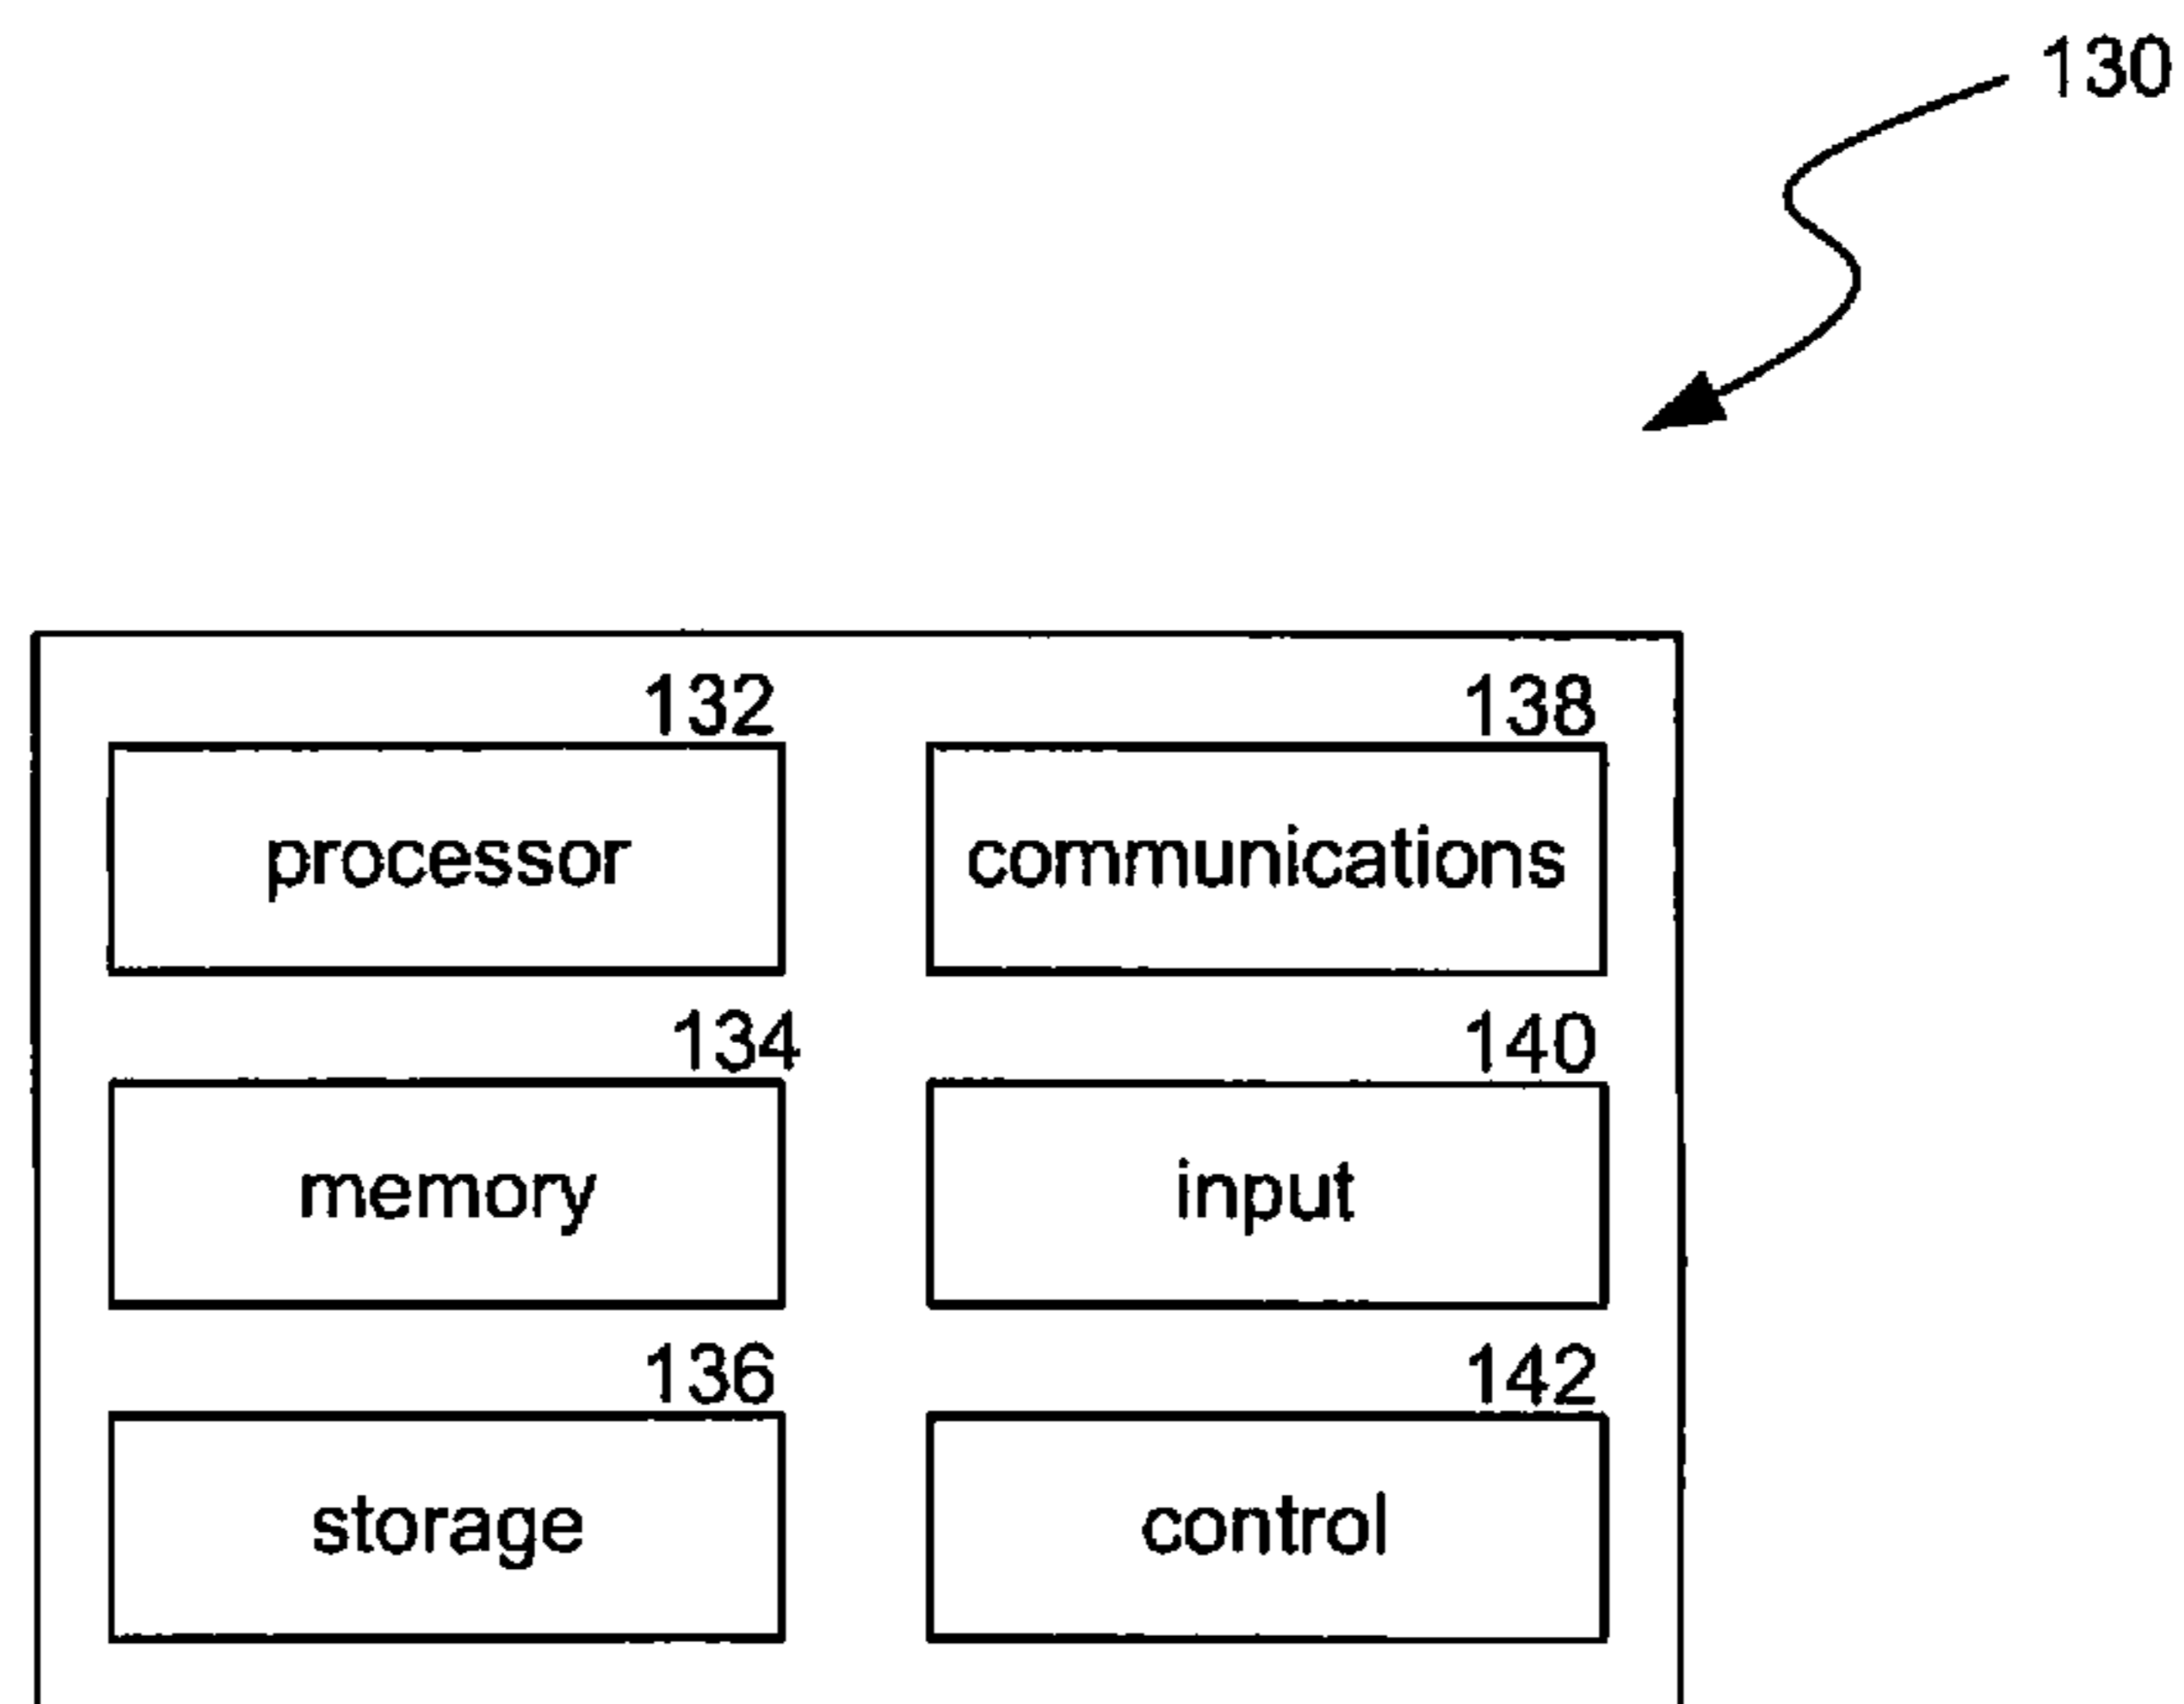 130
132 138
processor communications
134 140
memory input
136 142
storage control